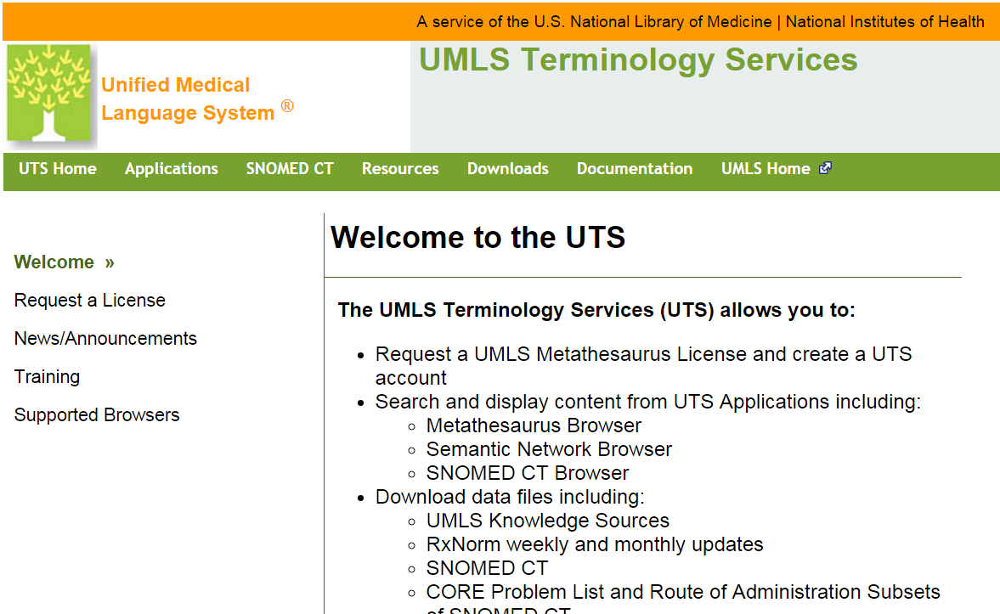 A service of the U.S. National Library of Medicine | National Institutes of Health
Unified Medical
Language System ®
UMLS Terminology Services
UTS Home Applications SNOMED CT Resources Downloads Documentation UMLS Home
Welcome »
Request a License
News/Announcements
Training
Supported Browsers
Welcome to the UTS
The UMLS Terminology Services (UTS) allows you to:
• Request a UMLS Metathesaurus License and create a UTS
account
• Search and display content from UTS Applications including:
◦ Metathesaurus Browser
◦ Semantic Network Browser
◦ SNOMED CT Browser
• Download data files including:
◦ UMLS Knowledge Sources
◦ RxNorm weekly and monthly updates
◦ SNOMED CT
◦ CORE Problem List and Route of Administration Subsets
of SNOMED CT